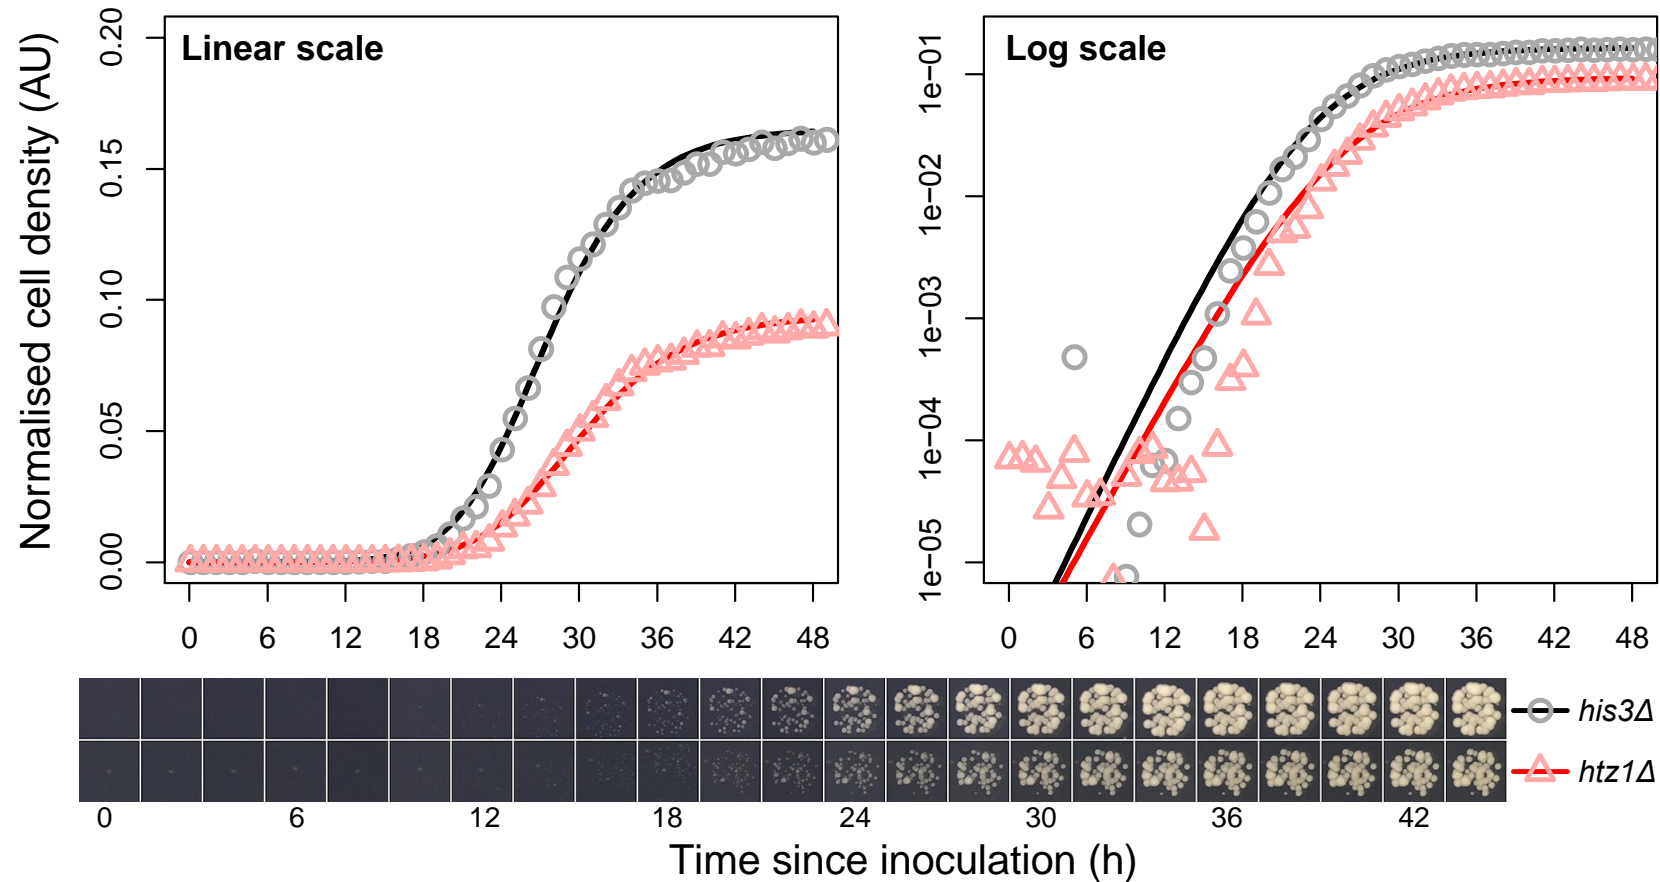 Linear scale
Log scale
Normalised cell density (AU)
0.20
0.15
0.10
0.05
0.00
0 6 12 18 24 30 36 42 48
1e−01
1e−02
1e−03
1e−04
1e−05
0 6 12 18 24 30 36 42 48
his3Δ
htz1Δ
0 6 12 18 24 30 36 42
Time since inoculation (h)